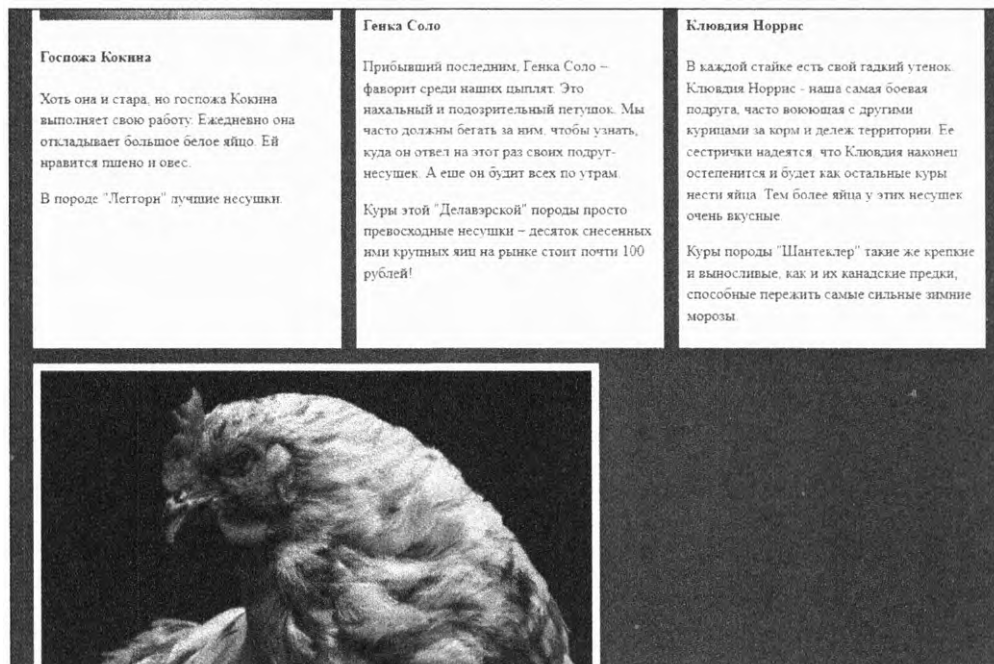 Госпожа Кокина
Хоть она и стара, но госпожа Кокина
выполняет свою работу. Ежедневно она
откладывает большое белое яйцо. Ей
нравится пшено и овес.
В породе "Леггорн" лучшие несушки.
Генка Соло
Прибывший последним, Генка Соло –
фаворит среди наших цыплят. Это
нахальный и подозрительный петушок. Мы
часто должны бегать за ним, чтобы узнать,
куда он отвел на этот раз своих подруг-
несушек. А еще он будит всех по утрам.
Куры этой "Делавэрской" породы просто
превосходные несушки – десяток снесенных
ими крупных яиц на рынке стоит почти 100
рублей!
Клювдия Норрис
В каждой стайке есть свой гадкий утенок.
Клювдия Норрис - наша самая боевая
подруга, часто воюющая с другими
курицами за корм и дележ территории. Ее
сестрички надеятся, что Клювдия наконец
остепенится и будет как остальные куры
нести яйца. Тем более яйца у этих несушек
очень вкусные.
Куры породы "Шантеклер" такие же крепкие
и выносливые, как и их канадские предки,
способные пережить самые сильные зимние
морозы.